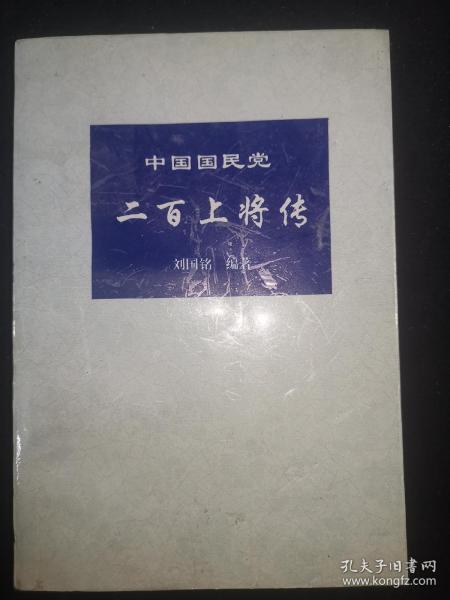 中国国民党
二百上将传
刘国铭 编著
孔夫子旧书网
www.kongfz.com